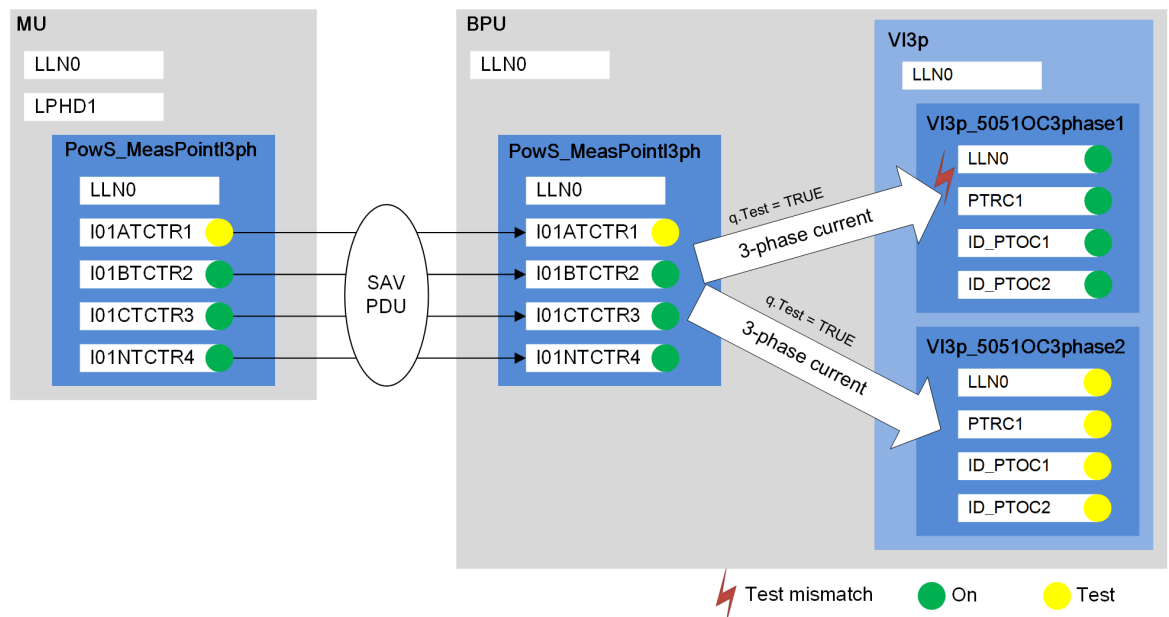 MU
LLN0
LPHD1
PowS_MeasPointI3ph
LLN0
I01ATCTR1
I01BTCTR2
I01CTCTR3
I01NTCTR4
SAV
PDU
BPU
LLN0
PowS_MeasPointI3ph
LLN0
I01ATCTR1
I01BTCTR2
I01CTCTR3
I01NTCTR4
q.Test = TRUE
3-phase current
q.Test = TRUE
3-phase current
VI3p
LLN0
VI3p_5051OC3phase1
LLN0
PTRC1
ID_PTOC1
ID_PTOC2
VI3p_5051OC3phase2
LLN0
PTRC1
ID_PTOC1
ID_PTOC2
Test mismatch
On
Test